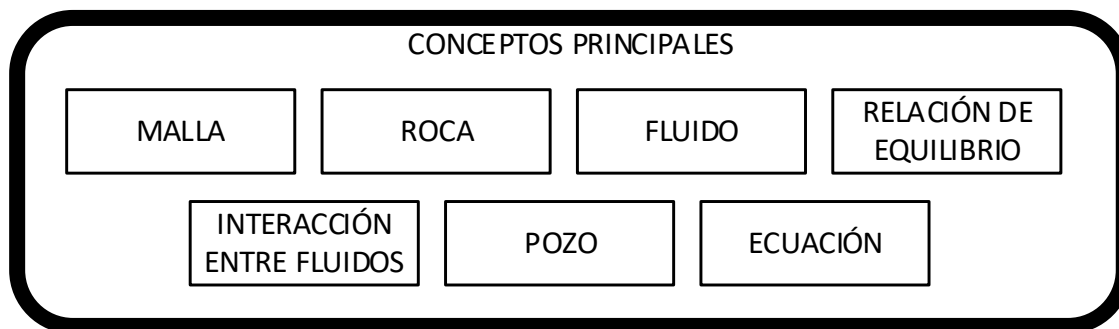 CONCEPTOS PRINCIPALES
MALLA
ROCA
FLUIDO
RELACIÓN DE
EQUILIBRIO
INTERACCIÓN
ENTRE FLUIDOS
POZO
ECUACIÓN